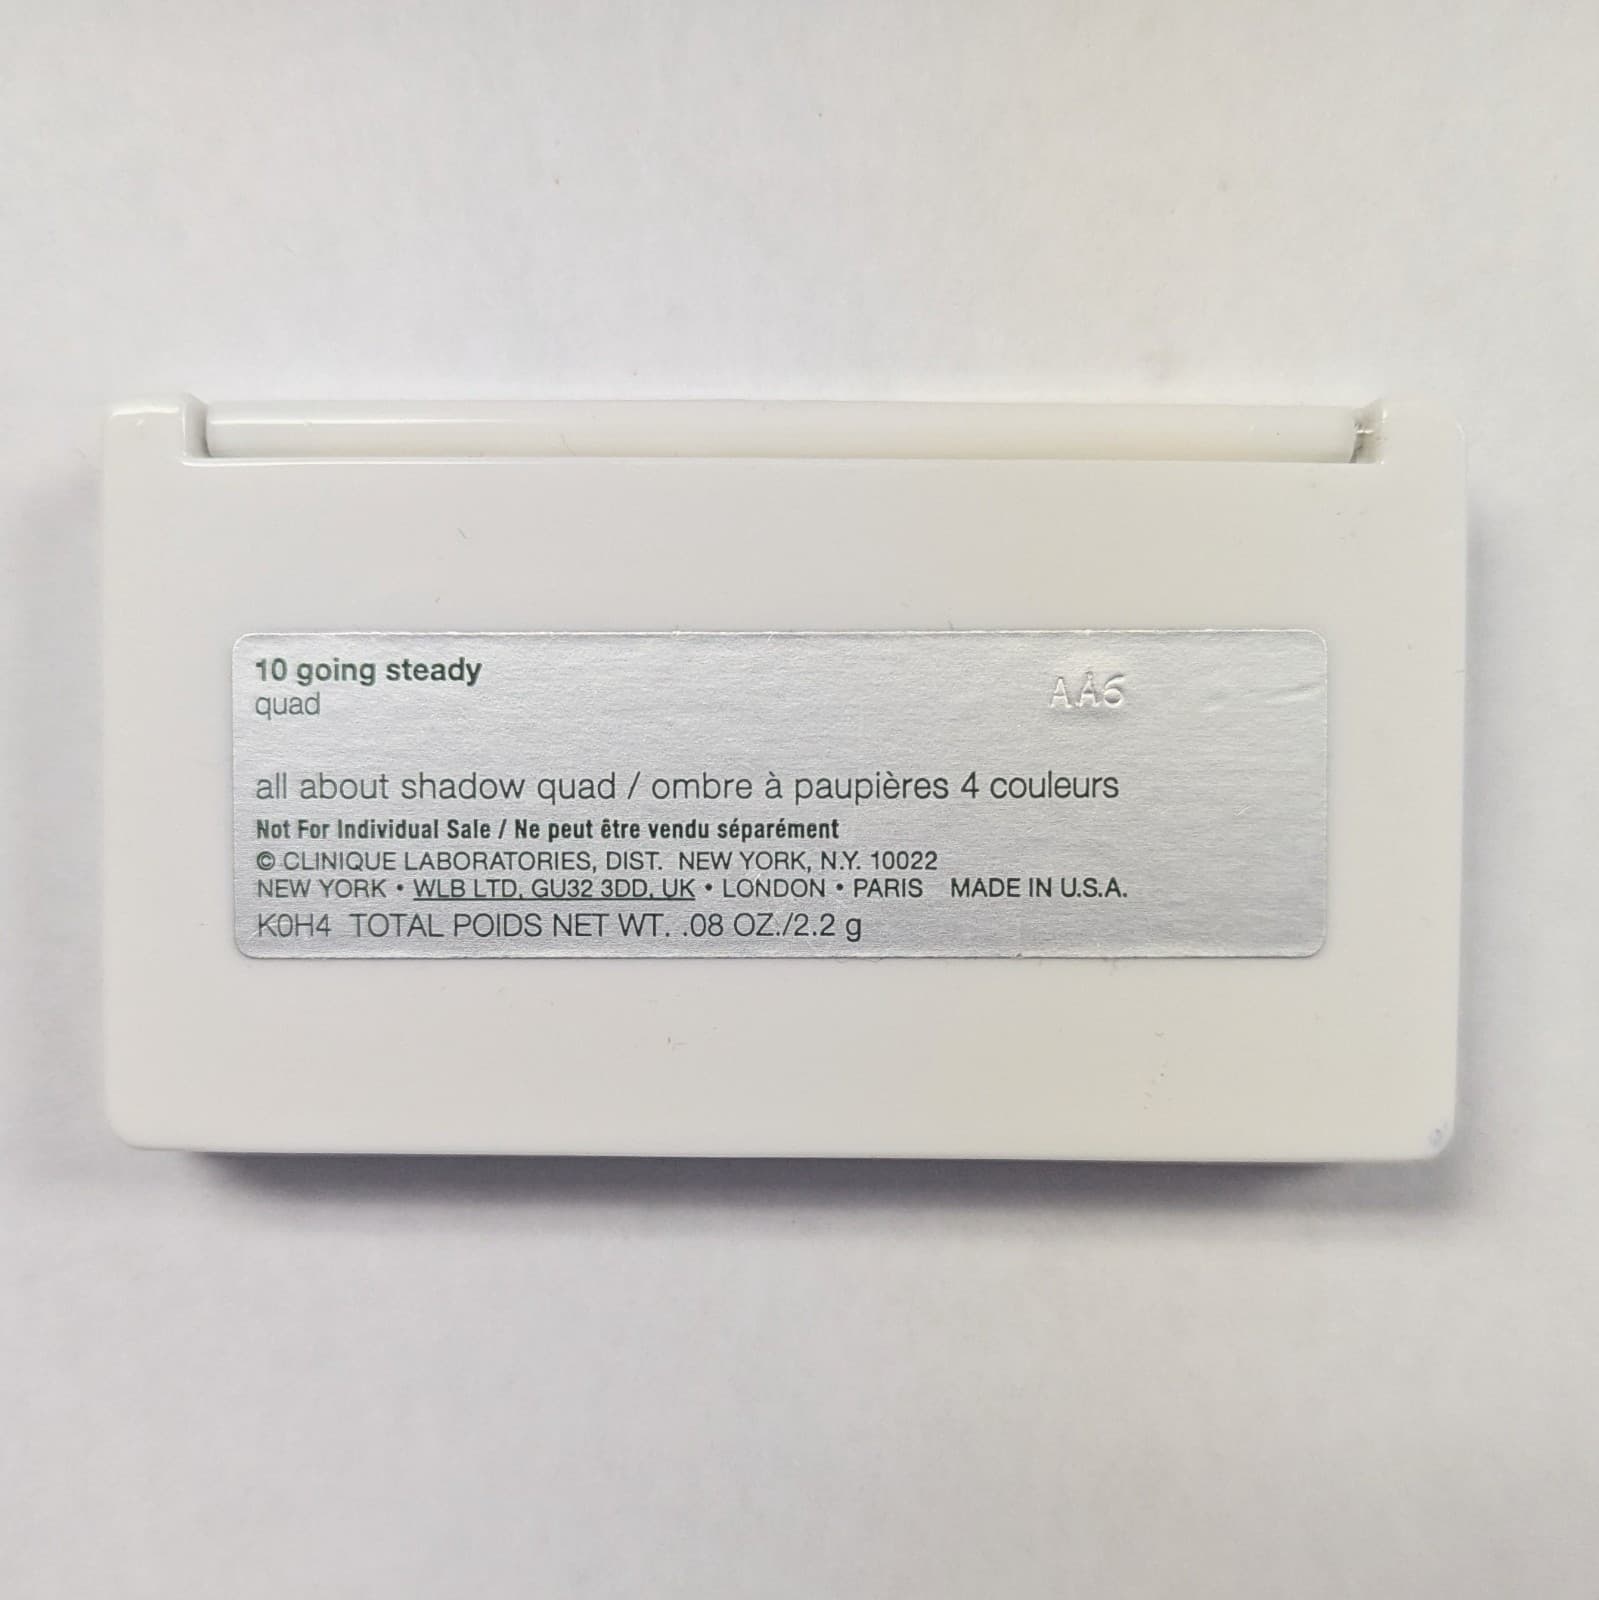 10 going steady
quad
AA6
all about shadow quad / ombre à paupières 4 couleurs
Not For Individual Sale / Ne peut être vendu séparément
© CLINIQUE LABORATORIES, DIST. NEW YORK, N.Y. 10022
NEW YORK • WLB LTD, GU32 3DD, UK • LONDON • PARIS MADE IN U.S.A.
K0H4 TOTAL POIDS NET WT. .08 OZ./2.2 g